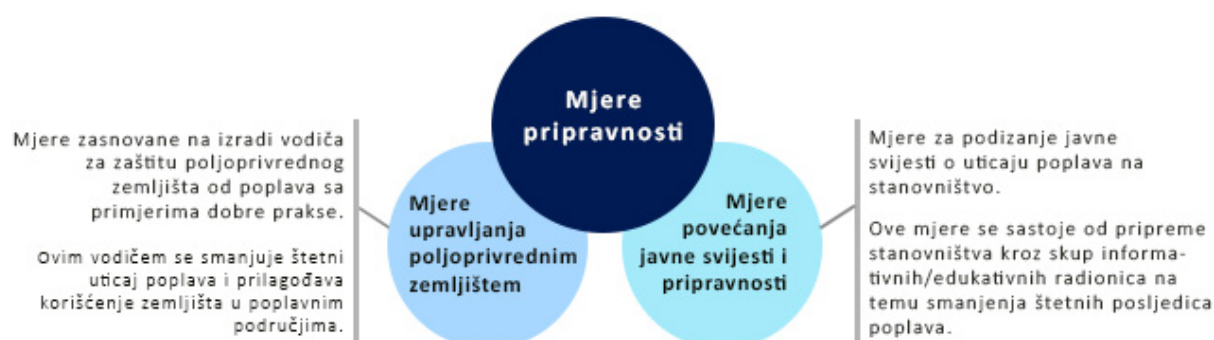 Mjere
pripravnosti
Mjere zasnovane na izradi vodiča
za zaštitu poljoprivrednog
zemljišta od poplava sa
primjerima dobre prakse.
Ovim vodičem se smanjuje štetni
uticaj poplava i prilagođava
korišćenje zemljišta u poplavnim
područjima.
Mjere
upravljanja
poljoprivrednim
zemljištem
Mjere
povećanja
javne svijesti i
pripravnosti
Mjere za podizanje javne
svijesti o uticaju poplava na
stanovništvo.
Ove mjere se sastoje od pripreme
stanovništva kroz skup informa-
tivnih/edukativnih radionica na
temu smanjenja štetnih posljedica
poplava.